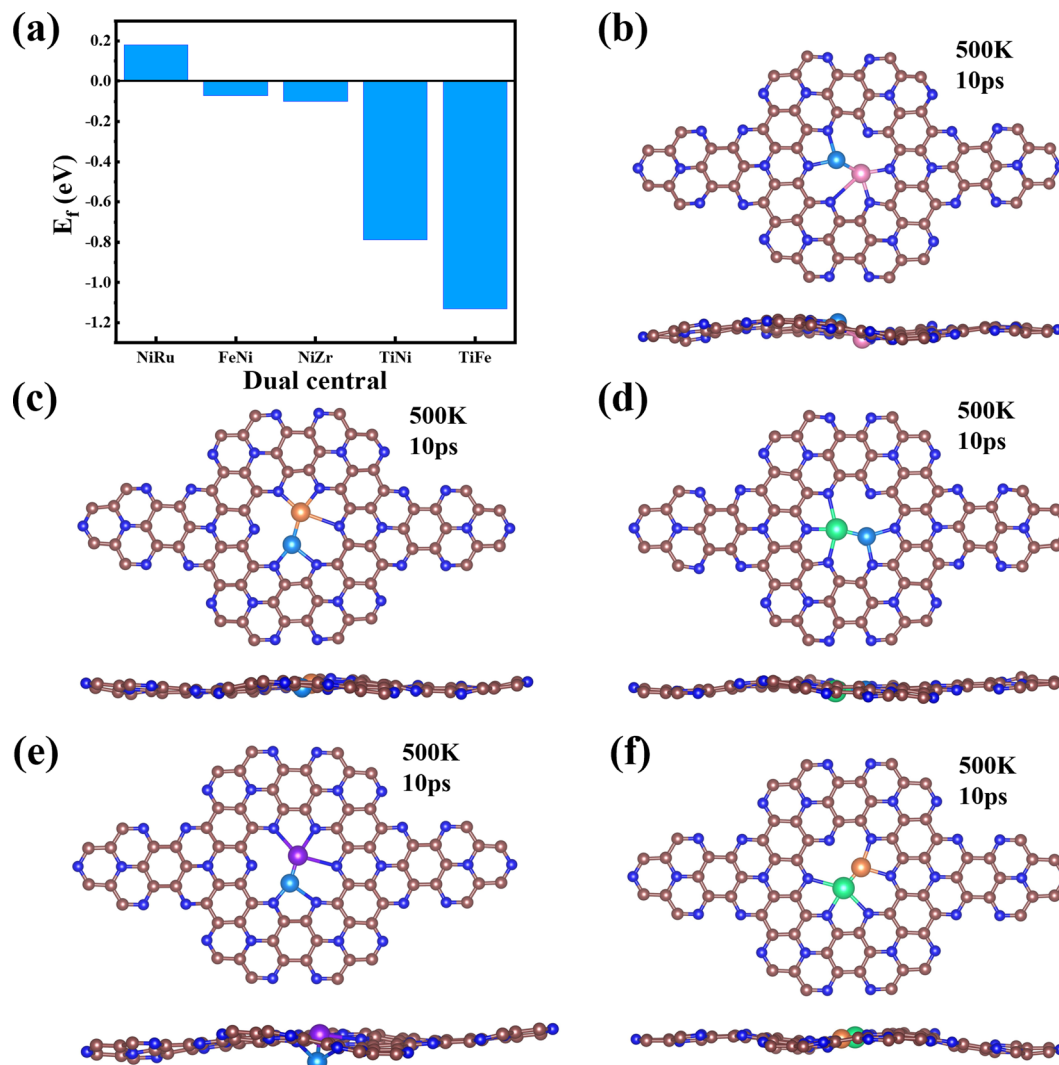 (a)
E_f (eV)
0.2
0.0
-0.2
-0.4
-0.6
-0.8
-1.0
-1.2
NiRu FeNi NiZr TiNi TiFe
Dual central
(b)
500K
10ps
(c)
500K
10ps
(d)
500K
10ps
(e)
500K
10ps
(f)
500K
10ps